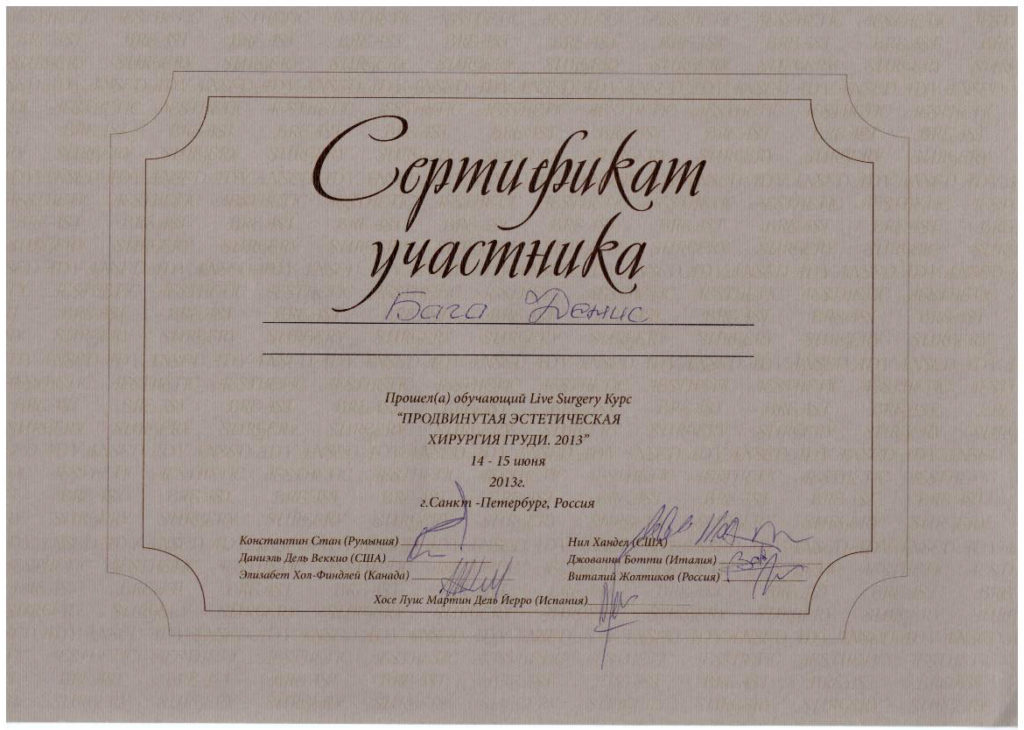 Сертификат
участника
Бага Денис
Прошел(а) обучающий Live Surgery Курс
“ПРОДВИНУТАЯ ЭСТЕТИЧЕСКАЯ
ХИРУРГИЯ ГРУДИ. 2013”
14 - 15 июня
2013г.
г.Санкт -Петербург, Россия
Константин Стан (Румыния)
Даниэль Дель Веккио (США)
Элизабет Хол-Финдлей (Канада)
Нил Хандел (США)
Джованни Ботти (Италия)
Виталий Жолтиков (Россия)
Хосе Луис Мартин Дель Йерро (Испания)